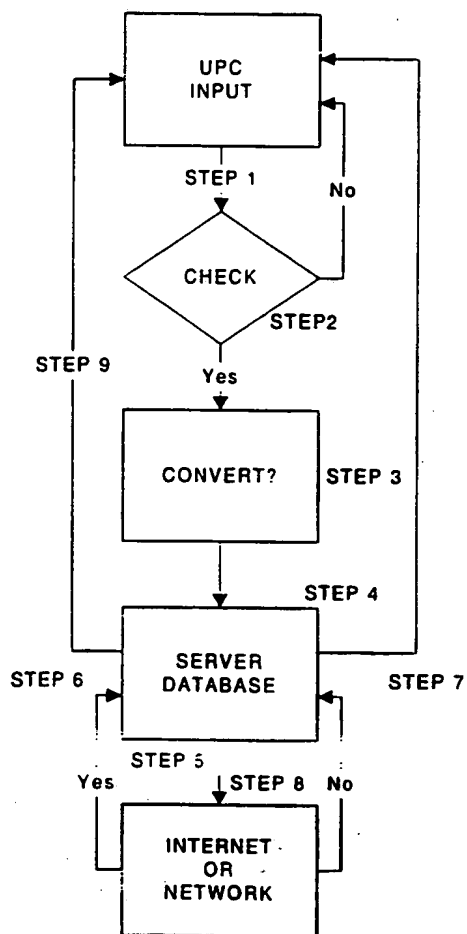 UPC
INPUT
STEP 1
No
CHECK
STEP2
STEP 9
Yes
CONVERT?
STEP 3
STEP 4
SERVER
DATABASE
STEP 6
STEP 7
STEP 5
Yes
STEP 8
No
INTERNET
OR
NETWORK